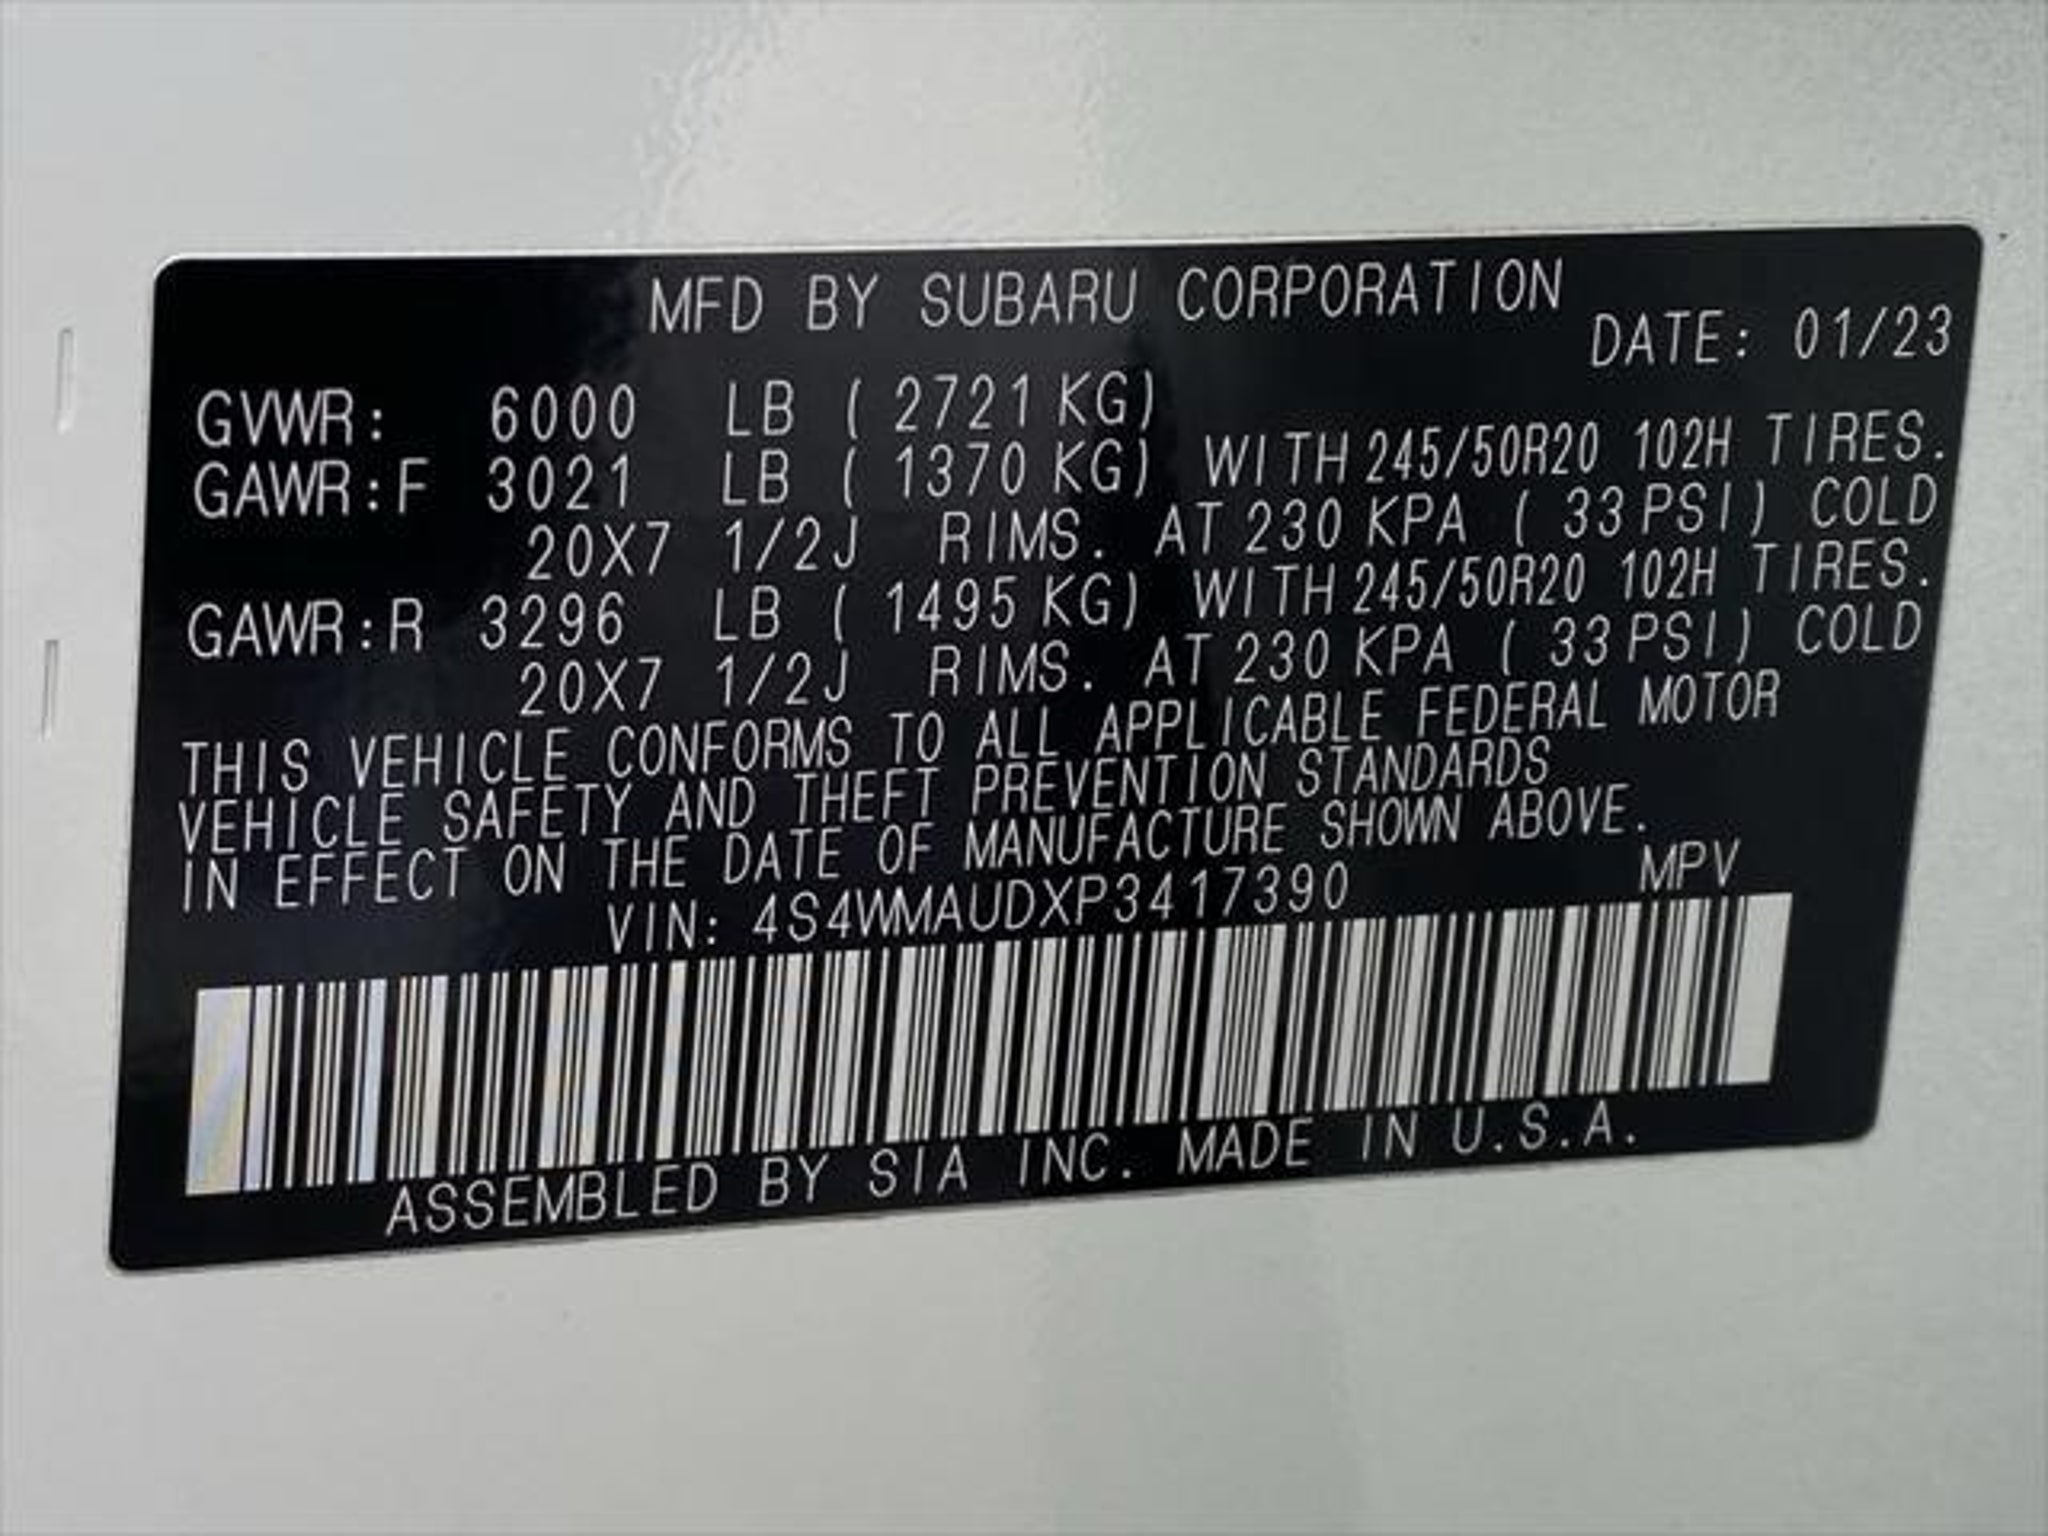 MFD BY SUBARU CORPORATION
DATE: 01/23
GVWR: 6000 LB ( 2721 KG)
GAWR:F 3021 LB ( 1370 KG) WITH 245/50R20 102H TIRES.
20X7 1/2J RIMS. AT 230 KPA ( 33 PSI) COLD
GAWR:R 3296 LB ( 1495 KG) WITH 245/50R20 102H TIRES.
20X7 1/2J RIMS. AT 230 KPA ( 33 PSI) COLD
THIS VEHICLE CONFORMS TO ALL APPLICABLE FEDERAL MOTOR
VEHICLE SAFETY AND THEFT PREVENTION STANDARDS
IN EFFECT ON THE DATE OF MANUFACTURE SHOWN ABOVE.
VIN: 4S4WMAUDXP3417390 MPV
ASSEMBLED BY SIA INC. MADE IN U.S.A.